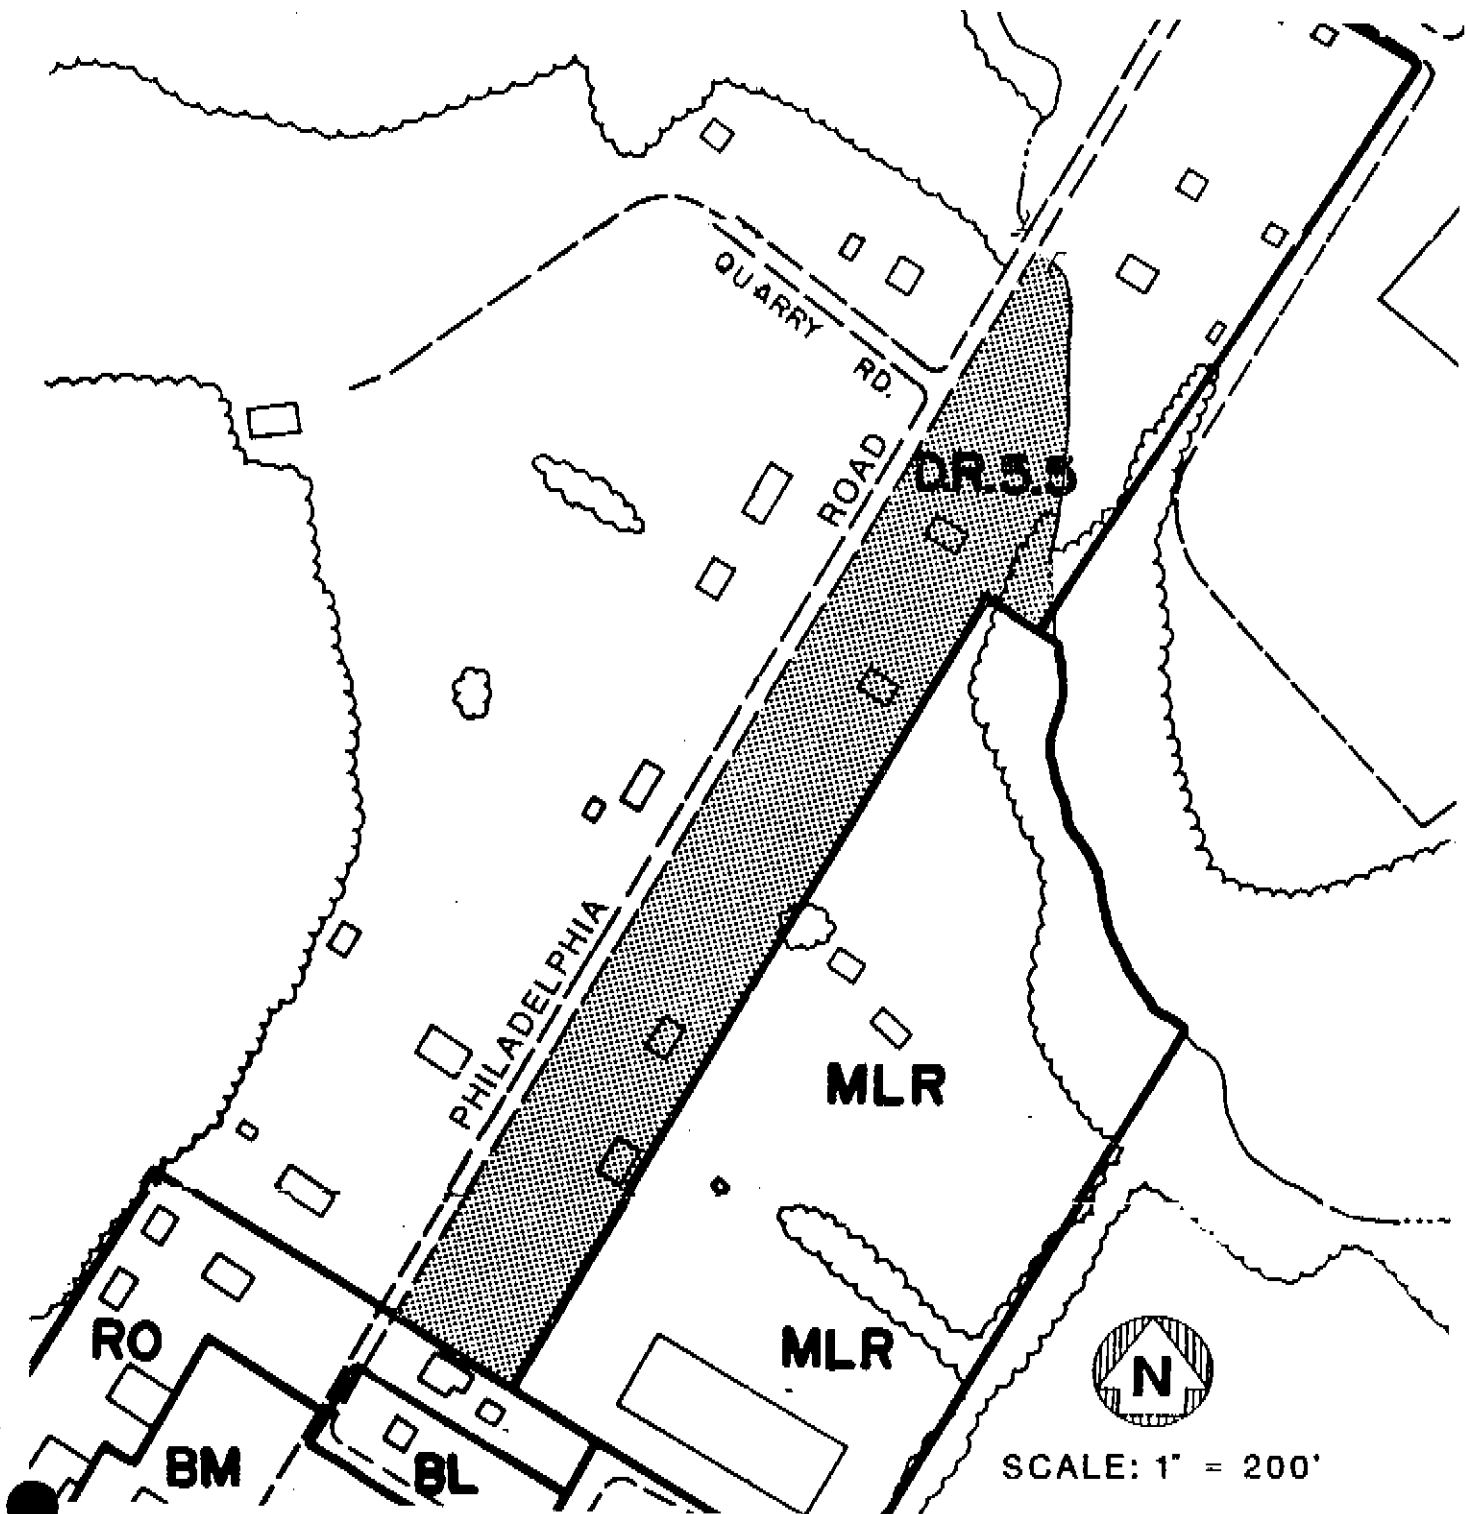 QUARRY RD.
D.R.5.5
PHILADELPHIA ROAD
MLR
MLR
RO
BM
BL
N
SCALE: 1" = 200'